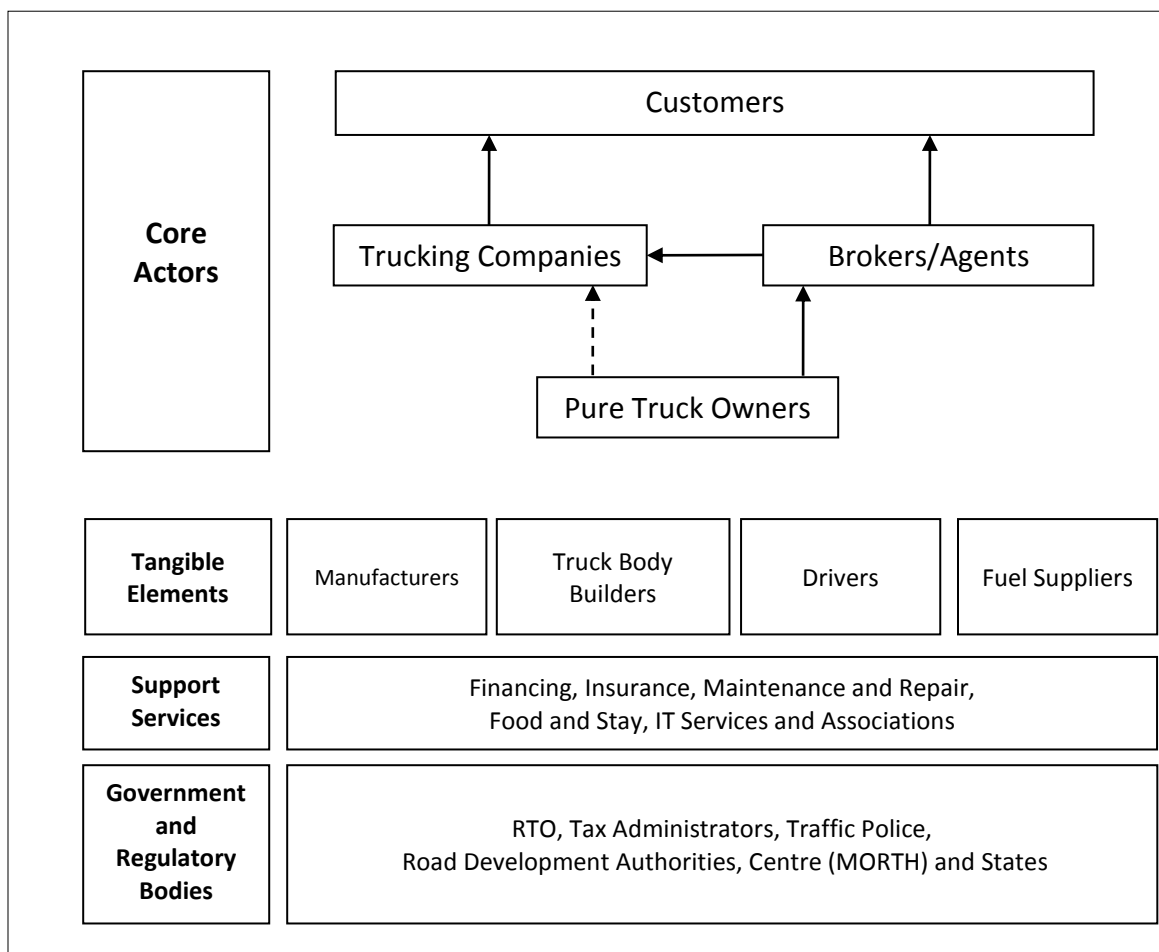 Core
Actors
Customers
Trucking Companies
Brokers/Agents
Pure Truck Owners
Tangible
Elements
Manufacturers
Truck Body
Builders
Drivers
Fuel Suppliers
Support
Services
Financing, Insurance, Maintenance and Repair,
Food and Stay, IT Services and Associations
Government
and
Regulatory
Bodies
RTO, Tax Administrators, Traffic Police,
Road Development Authorities, Centre (MORTH) and States